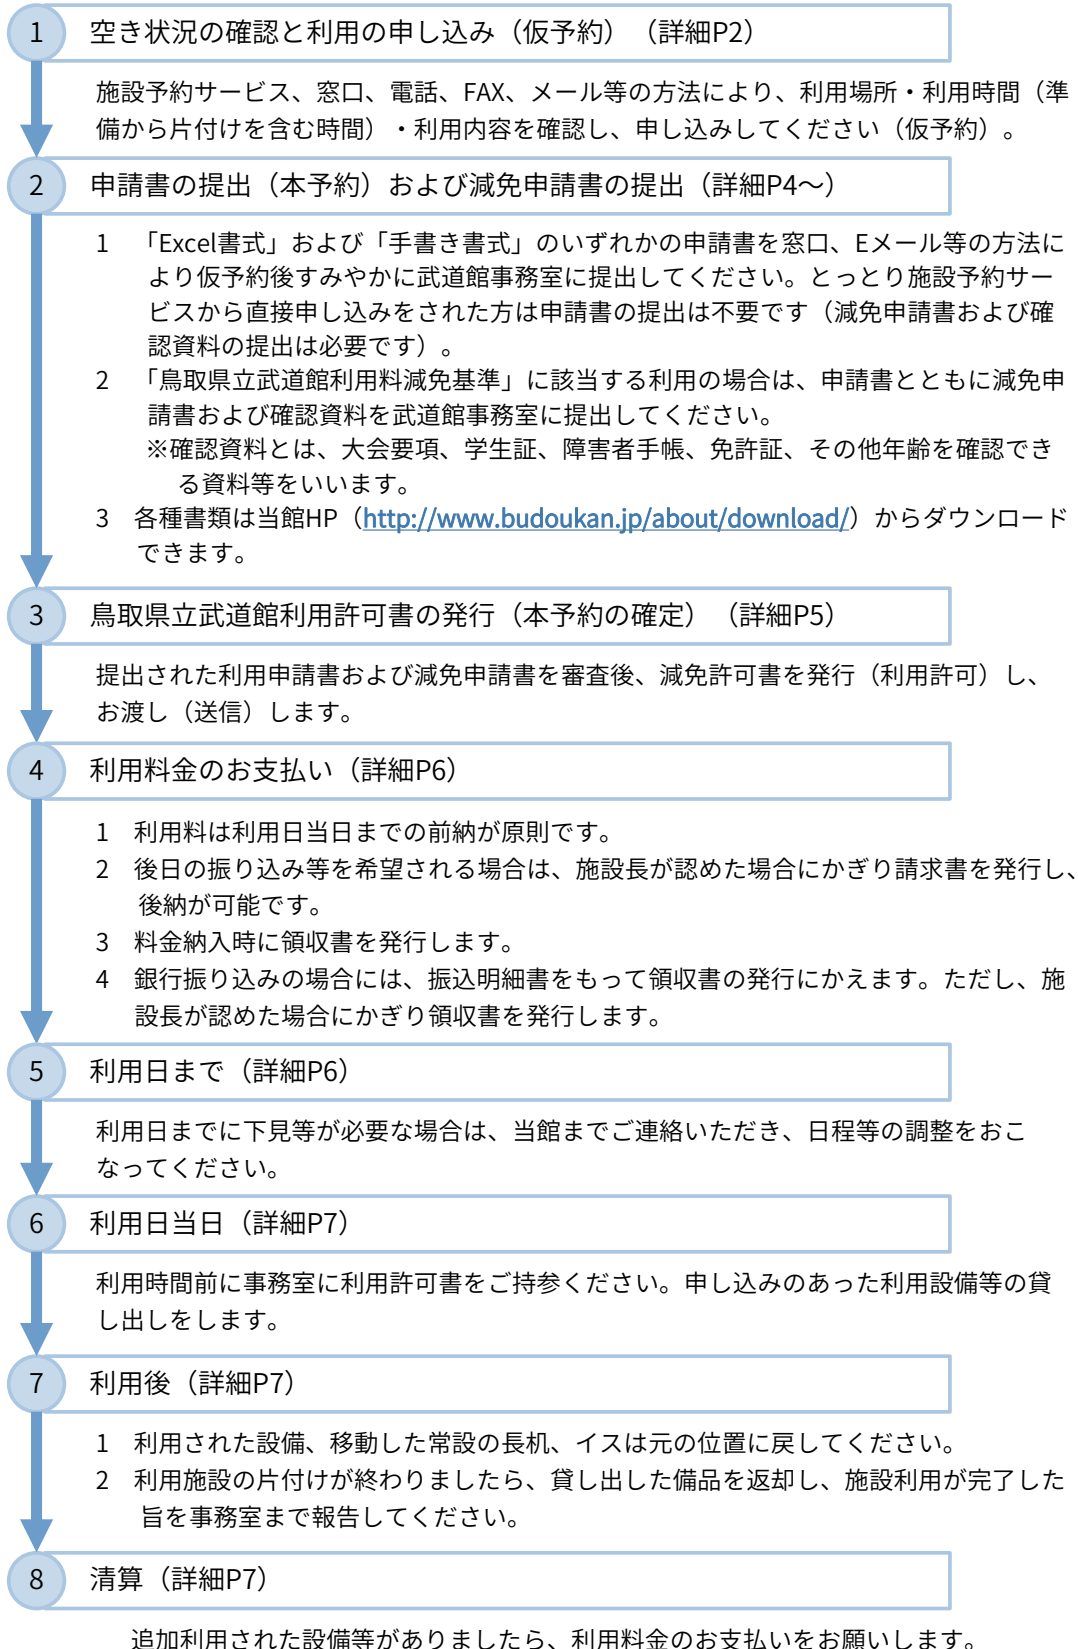 1 空き状況の確認と利用の申し込み（仮予約）（詳細P2）
施設予約サービス、窓口、電話、FAX、メール等の方法により、利用場所・利用時間（準
備から片付けを含む時間）・利用内容を確認し、申し込みしてください（仮予約）。
2 申請書の提出（本予約）および減免申請書の提出（詳細P4～）
1 「Excel書式」および「手書き書式」のいずれかの申請書を窓口、Eメール等の方法に
より仮予約後すみやかに武道館事務室に提出してください。とっとり施設予約サー
ビスから直接申し込みをされた方は申請書の提出は不要です（減免申請書および確
認資料の提出は必要です）。
2 「鳥取県立武道館利用料減免基準」に該当する利用の場合は、申請書とともに減免申
請書および確認資料を武道館事務室に提出してください。
※確認資料とは、大会要項、学生証、障害者手帳、免許証、その他年齢を確認でき
る資料等をいいます。
3 各種書類は当館HP（http://www.budoukan.jp/about/download/）からダウンロード
できます。
3 鳥取県立武道館利用許可書の発行（本予約の確定）（詳細P5）
提出された利用申請書および減免申請書を審査後、減免許可書を発行（利用許可）し、
お渡し（送信）します。
4 利用料金のお支払い（詳細P6）
1 利用料は利用日当日までの前納が原則です。
2 後日の振り込み等を希望される場合は、施設長が認めた場合にかぎり請求書を発行し、
後納が可能です。
3 料金納入時に領収書を発行します。
4 銀行振り込みの場合には、振込明細書をもって領収書の発行にかえます。ただし、施
設長が認めた場合にかぎり領収書を発行します。
5 利用日まで（詳細P6）
利用日までに下見等が必要な場合は、当館までご連絡いただき、日程等の調整をおこ
なってください。
6 利用日当日（詳細P7）
利用時間前に事務室に利用許可書をご持参ください。申し込みのあった利用設備等の貸
し出しをします。
7 利用後（詳細P7）
1 利用された設備、移動した常設の長机、イスは元の位置に戻してください。
2 利用施設の片付けが終わりましたら、貸し出した備品を返却し、施設利用が完了した
旨を事務室まで報告してください。
8 清算（詳細P7）
追加利用された設備等がありましたら、利用料金のお支払いをお願いします。